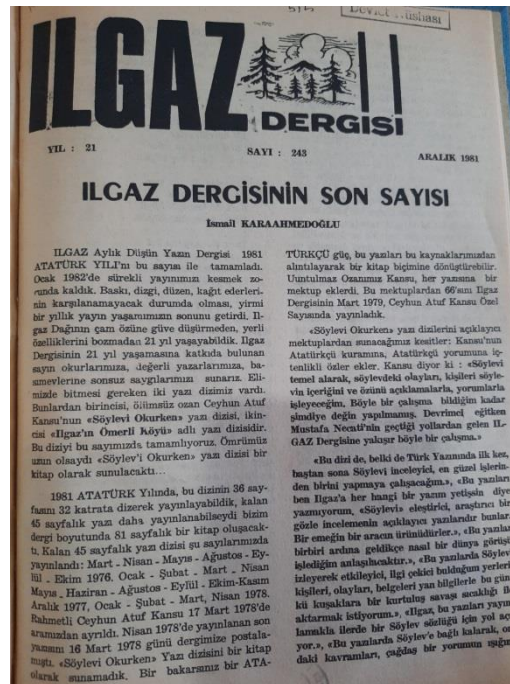 515
Devlet Nüshası
ILGAZ
DERGİSİ
YIL : 21
SAYI : 243
ARALIK 1981
ILGAZ DERGİSİNİN SON SAYISI
İsmail KARAAHMEDOĞLU
ILGAZ Aylık Düşün Yazın Dergisi 1981
ATATÜRK YILI'nı bu sayısı ile tamamladı.
Ocak 1982'de sürekli yayınımızı kesmek zo-
runda kaldık. Baskı, dizgi, düzen, kağıt ederleri-
nin karşılanamayacak durumda olması, yirmi
bir yıllık yayın yaşamımızın sonunu getirdi. Il-
gaz Dağının çam özüne güve düşürmeden, yerli
özelliklerini bozmadan 21 yıl yaşayabildik. Ilgaz
Dergisinin 21 yıl yaşamasına katkıda bulunan
sayın okurlarımıza, değerli yazarlarımıza, ba-
sımevlerine sonsuz saygılarımızı sunarız. Eli-
mizde bitmesi gereken iki yazı dizimiz vardı.
Bunlardan birincisi, ölümsüz ozan Ceyhun Atuf
Kansu'nun «Söylevi Okurken» yazı dizisi, ikin-
cisi «Ilgaz'ın Ömerli Köyü» adlı yazı dizisidir.
Bu diziyi bu sayımızda tamamlıyoruz. Ömrümüz
uzun olsaydı «Söylev'i Okurken» yazı dizisi bir
kitap olarak sunulacaktı...
1981 ATATÜRK Yılında, bu dizinin 36 say-
fasını 32 katrata dizerek yayınlayabildik, kalan
45 sayfalık yazı daha yayınlanabilseydi bizim
dergi boyutunda 81 sayfalık bir kitap oluşacak-
tı. Kalan 45 sayfalık yazı dizisi şu sayılarımızda
yayınlandı: Mart - Nisan - Mayıs - Ağustos - Ey-
lül - Ekim 1976. Ocak - Şubat - Mart - Nisan
Mayıs - Haziran - Ağustos - Eylül - Ekim-Kasım
Aralık 1977, Ocak - Şubat - Mart, Nisan 1978.
Rahmetli Ceyhun Atuf Kansu 17 Mart 1978'de
aramızdan ayrıldı. Nisan 1978'de yayınlanan son
yazısını 16 Mart 1978 günü dergimize postala-
mıştı. «Söylevi Okurken» Yazı dizisini bir kitap
olarak sunamadık. Bir bakarsınız bir ATA-
TÜRKÇÜ güç, bu yazıları bu kaynaklarımızdan
alıntılayarak bir kitap biçimine dönüştürebilir.
Unutulmaz Ozanımız Kansu, her yazısına bir
mektup eklerdi. Bu mektuplardan 66'sını Ilgaz
Dergisinin Mart 1979, Ceyhun Atuf Kansu Özel
Sayısında yayınladık.
«Söylevi Okurken» yazı dizilerini açıklayıcı
mektuplardan sunacağımız kesitler: Kansu'nun
Atatürkçü kuramına, Atatürkçü yorumuna iç-
tenlikli özler ekler. Kansu diyor ki : «Söylevi
temel alarak, söylevdeki olayları, kişileri söyle-
vin içeriğini ve özünü açıklamalarla, yorumlarla
işleyeceğim. Böyle bir çalışma bildiğim kadar
şimdiye değin yapılmamış. Devrimci eğitken
Mustafa Necati'nin geçtiği yollardan gelen IL-
GAZ Dergisine yakışır böyle bir çalışma.»
«Bu dizi de, belki de Türk Yazınında ilk kez,
baştan sona Söylevi inceleyici, en güzel işlerin-
den birini yapmaya çalışacağım.», «Bu yazıları
ben Ilgaz'a her hangi bir yazım yetişsin diye
yazmıyorum, «Söylevi» eleştirici, araştırıcı bir
gözle incelemenin açıklayıcı yazılarıdır bunlar.
Bir emeğin bir aracın ürünüdürler.», «Bu yazılar
birbiri ardına geldikçe nasıl bir dünya görüşü
işlediğim anlaşılacaktır.», «Bu yazılarda Söylevi
izleyerek etkileyici, ilgi çekici bulduğum yerleri
kişileri, olayları, belgeleri yan bilgilerle bu gün-
kü kuşaklara bir kurtuluş savaşı sıcaklığı ile
aktarmak istiyorum.», «Ilgaz, bu yazıları yayın-
lamakla ilerde bir Söylev sözlüğü için yol açı-
yor.», «Bu yazılarda Söylev'e bağlı kalarak, on-
daki kavramları, çağdaş bir yorumun ışığın-